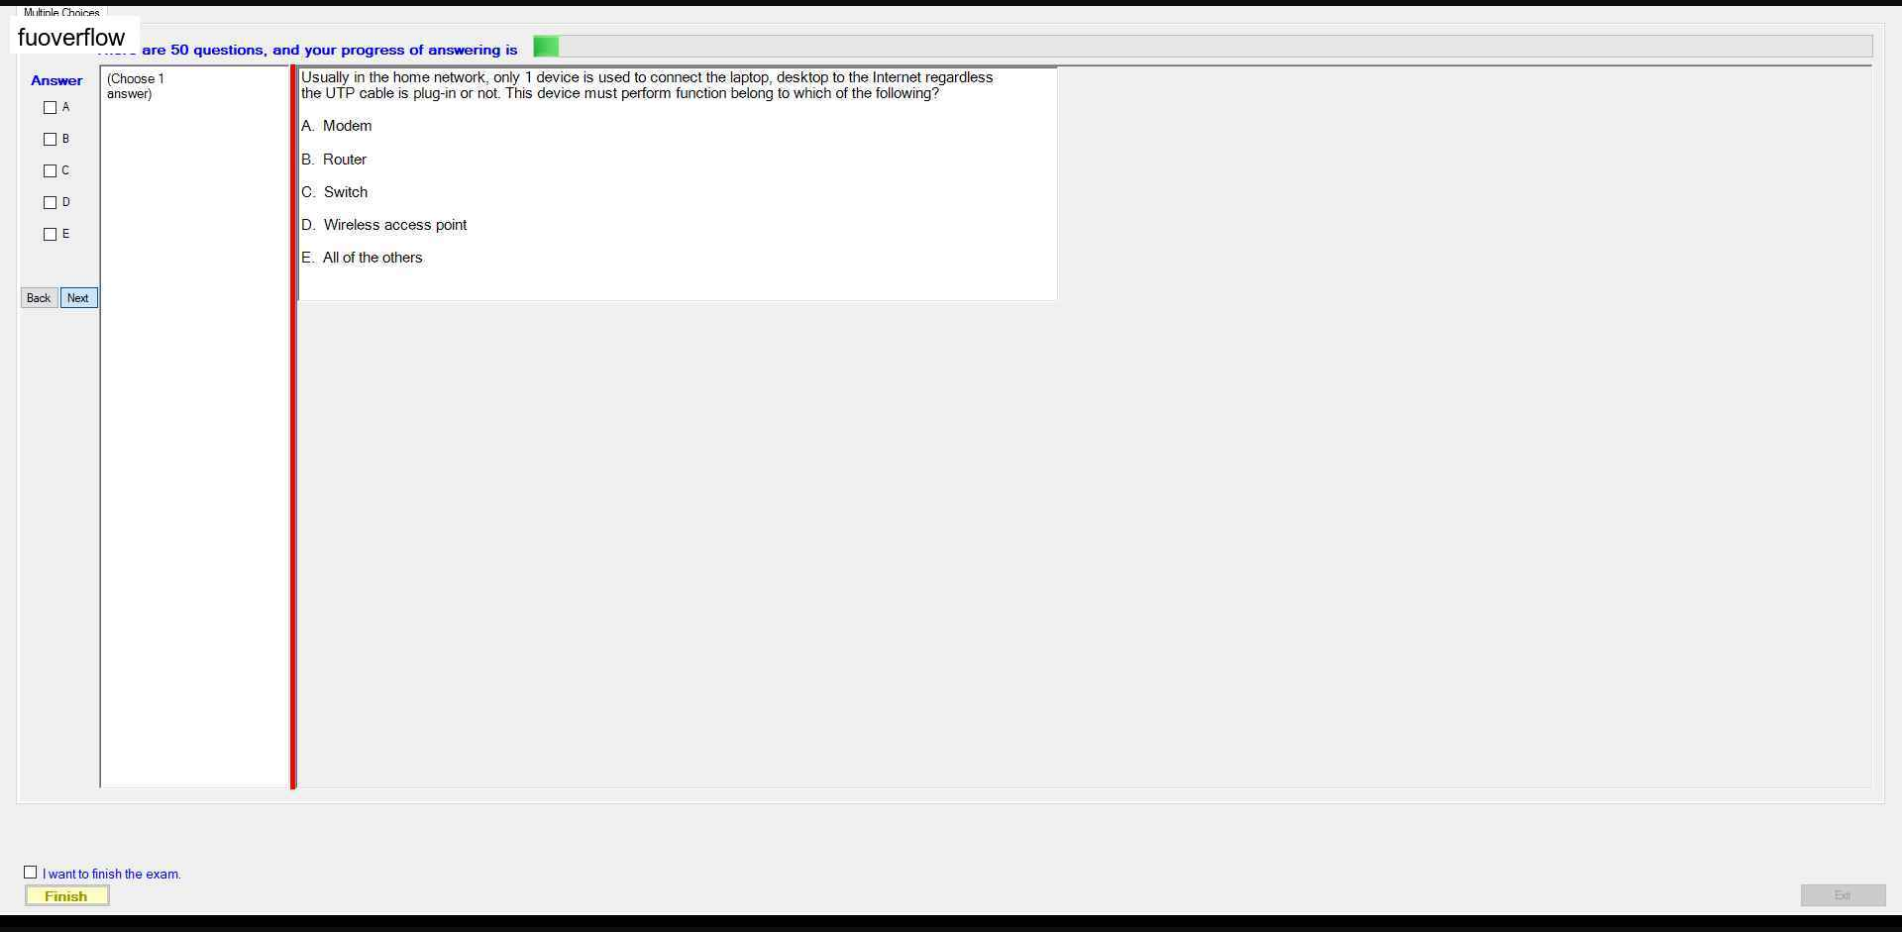 Multiple Choices
fuoverflow
are 50 questions, and your progress of answering is
Answer
A
B
C
D
E
Back Next
(Choose 1
answer)
Usually in the home network, only 1 device is used to connect the laptop, desktop to the Internet regardless
the UTP cable is plug-in or not. This device must perform function belong to which of the following?
A. Modem
B. Router
C. Switch
D. Wireless access point
E. All of the others
I want to finish the exam.
Finish
Exit